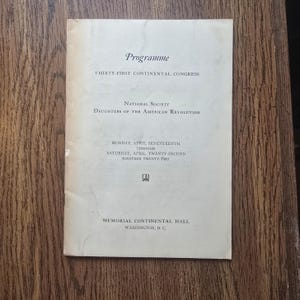 Programme
THIRTY-FIRST CONTINENTAL CONGRESS
NATIONAL SOCIETY
DAUGHTERS OF THE AMERICAN REVOLUTION
MONDAY, APRIL, SEVENTEENTH
THROUGH
SATURDAY, APRIL, TWENTY-SECOND
NINETEEN TWENTY-TWO
MEMORIAL CONTINENTAL HALL
WASHINGTON, D. C.